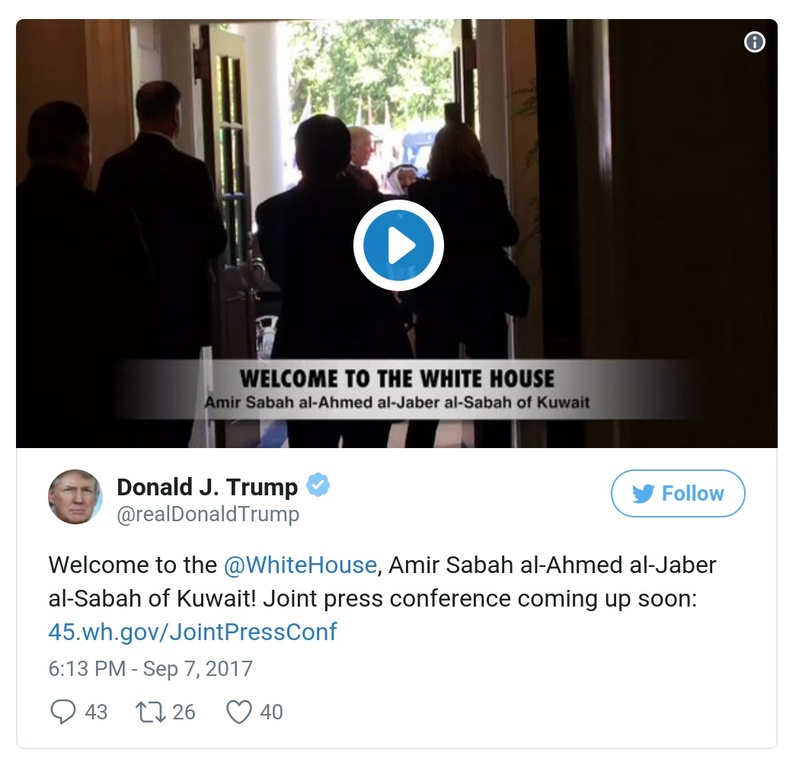 WELCOME TO THE WHITE HOUSE
Amir Sabah al-Ahmed al-Jaber al-Sabah of Kuwait
Donald J. Trump
@realDonaldTrump
Follow
Welcome to the @WhiteHouse, Amir Sabah al-Ahmed al-Jaber
al-Sabah of Kuwait! Joint press conference coming up soon:
45.wh.gov/JointPressConf
6:13 PM - Sep 7, 2017
43 26 40